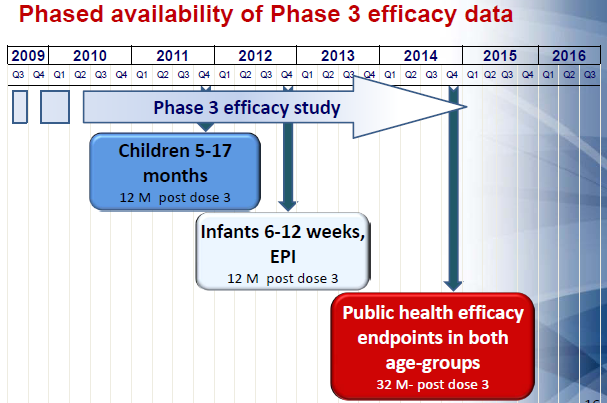 Phased availability of Phase 3 efficacy data
2009 2010 2011 2012 2013 2014 2015 2016
Q3 Q4 Q1 Q2 Q3 Q4 Q1 Q2 Q3 Q4 Q1 Q2 Q3 Q4 Q1 Q2 Q3 Q4 Q1 Q2 Q3 Q4 Q1 Q2 Q3 Q4 Q1 Q2 Q3
Phase 3 efficacy study
Children 5-17
months
12 M post dose 3
Infants 6-12 weeks,
EPI
12 M post dose 3
Public health efficacy
endpoints in both
age-groups
32 M- post dose 3